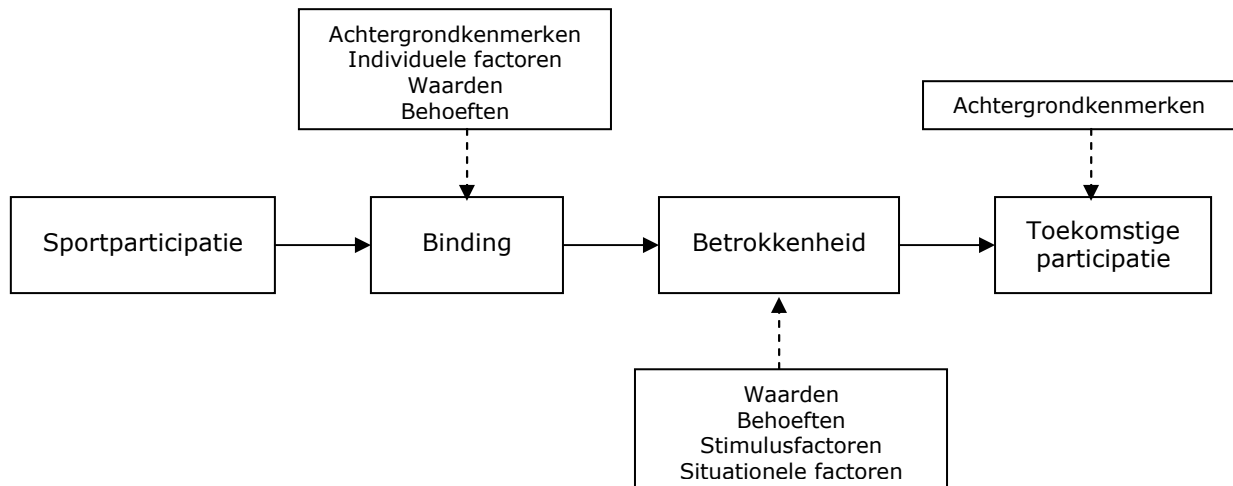 Achtergrondkenmerken
Individuele factoren
Waarden
Behoeften
Achtergrondkenmerken
Sportparticipatie
Binding
Betrokkenheid
Toekomstige
participatie
Waarden
Behoeften
Stimulusfactoren
Situationele factoren